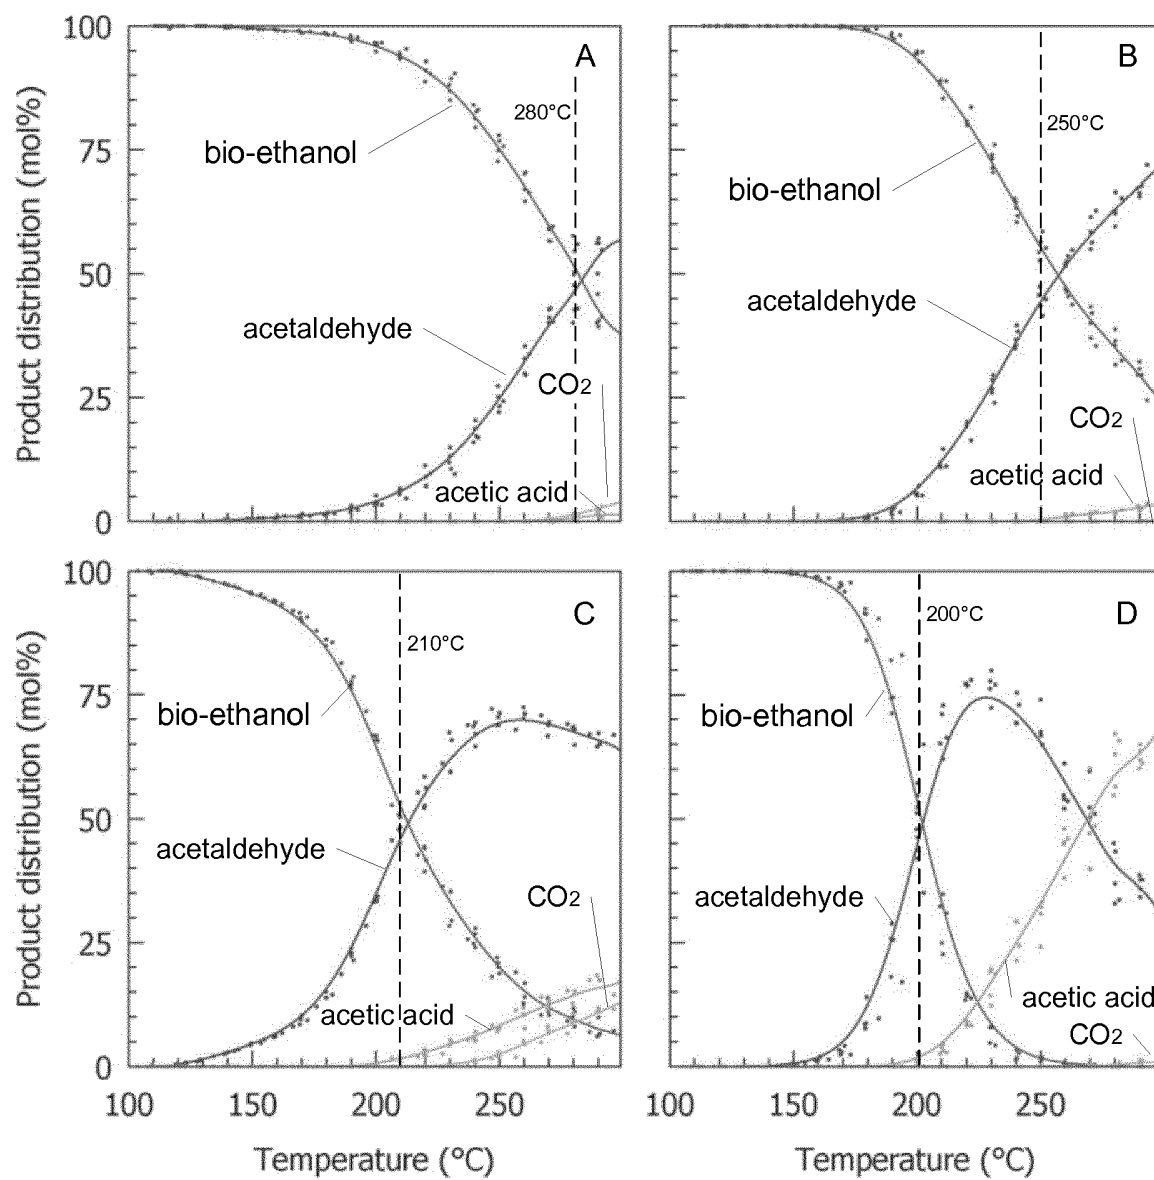 100
A
B
280°C
250°C
75
bio-ethanol
bio-ethanol
Product distribution (mol%)
50
acetaldehyde
acetaldehyde
CO2
25
CO2
acetic acid
acetic acid
0
100
C
D
210°C
200°C
75
bio-ethanol
bio-ethanol
Product distribution (mol%)
50
acetaldehyde
acetaldehyde
CO2
25
acetic acid
acetic acid
CO2
0
100 150 200 250 100 150 200 250
Temperature (°C) Temperature (°C)